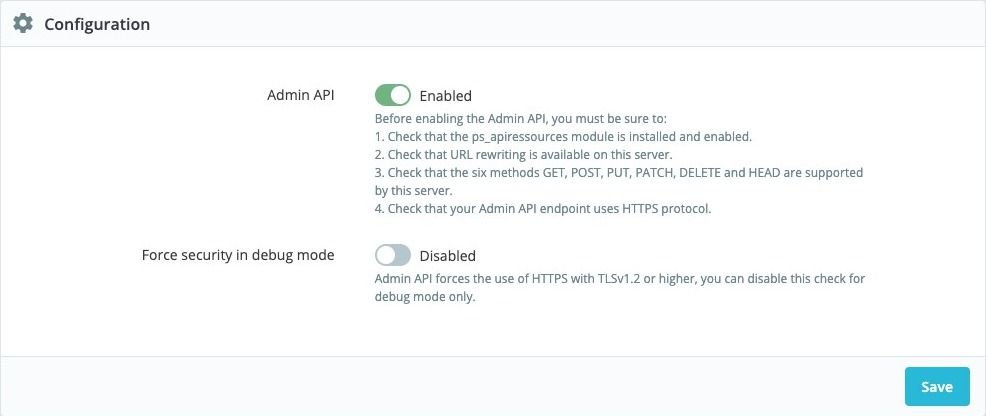 Configuration
Admin API
Enabled
Before enabling the Admin API, you must be sure to:
1. Check that the ps_apiressources module is installed and enabled.
2. Check that URL rewriting is available on this server.
3. Check that the six methods GET, POST, PUT, PATCH, DELETE and HEAD are supported
by this server.
4. Check that your Admin API endpoint uses HTTPS protocol.
Force security in debug mode
Disabled
Admin API forces the use of HTTPS with TLSv1.2 or higher, you can disable this check for
debug mode only.
Save